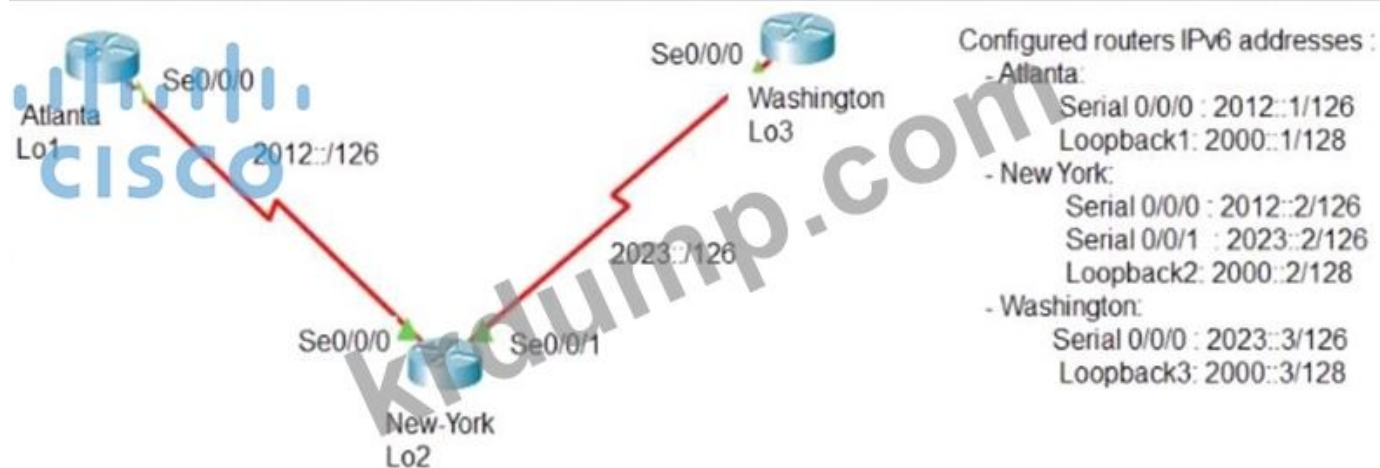 Se0/0/0
Atlanta
Lo1
CISCO
2012::/126
Se0/0/0
Washington
Lo3
2023::/126
Se0/0/0
Se0/0/1
New-York
Lo2
Configured routers IPv6 addresses :
- Atlanta:
Serial 0/0/0 : 2012::1/126
Loopback1: 2000::1/128
- New York:
Serial 0/0/0 : 2012::2/126
Serial 0/0/1 : 2023::2/126
Loopback2: 2000::2/128
- Washington:
Serial 0/0/0 : 2023::3/126
Loopback3: 2000::3/128
krdump.com